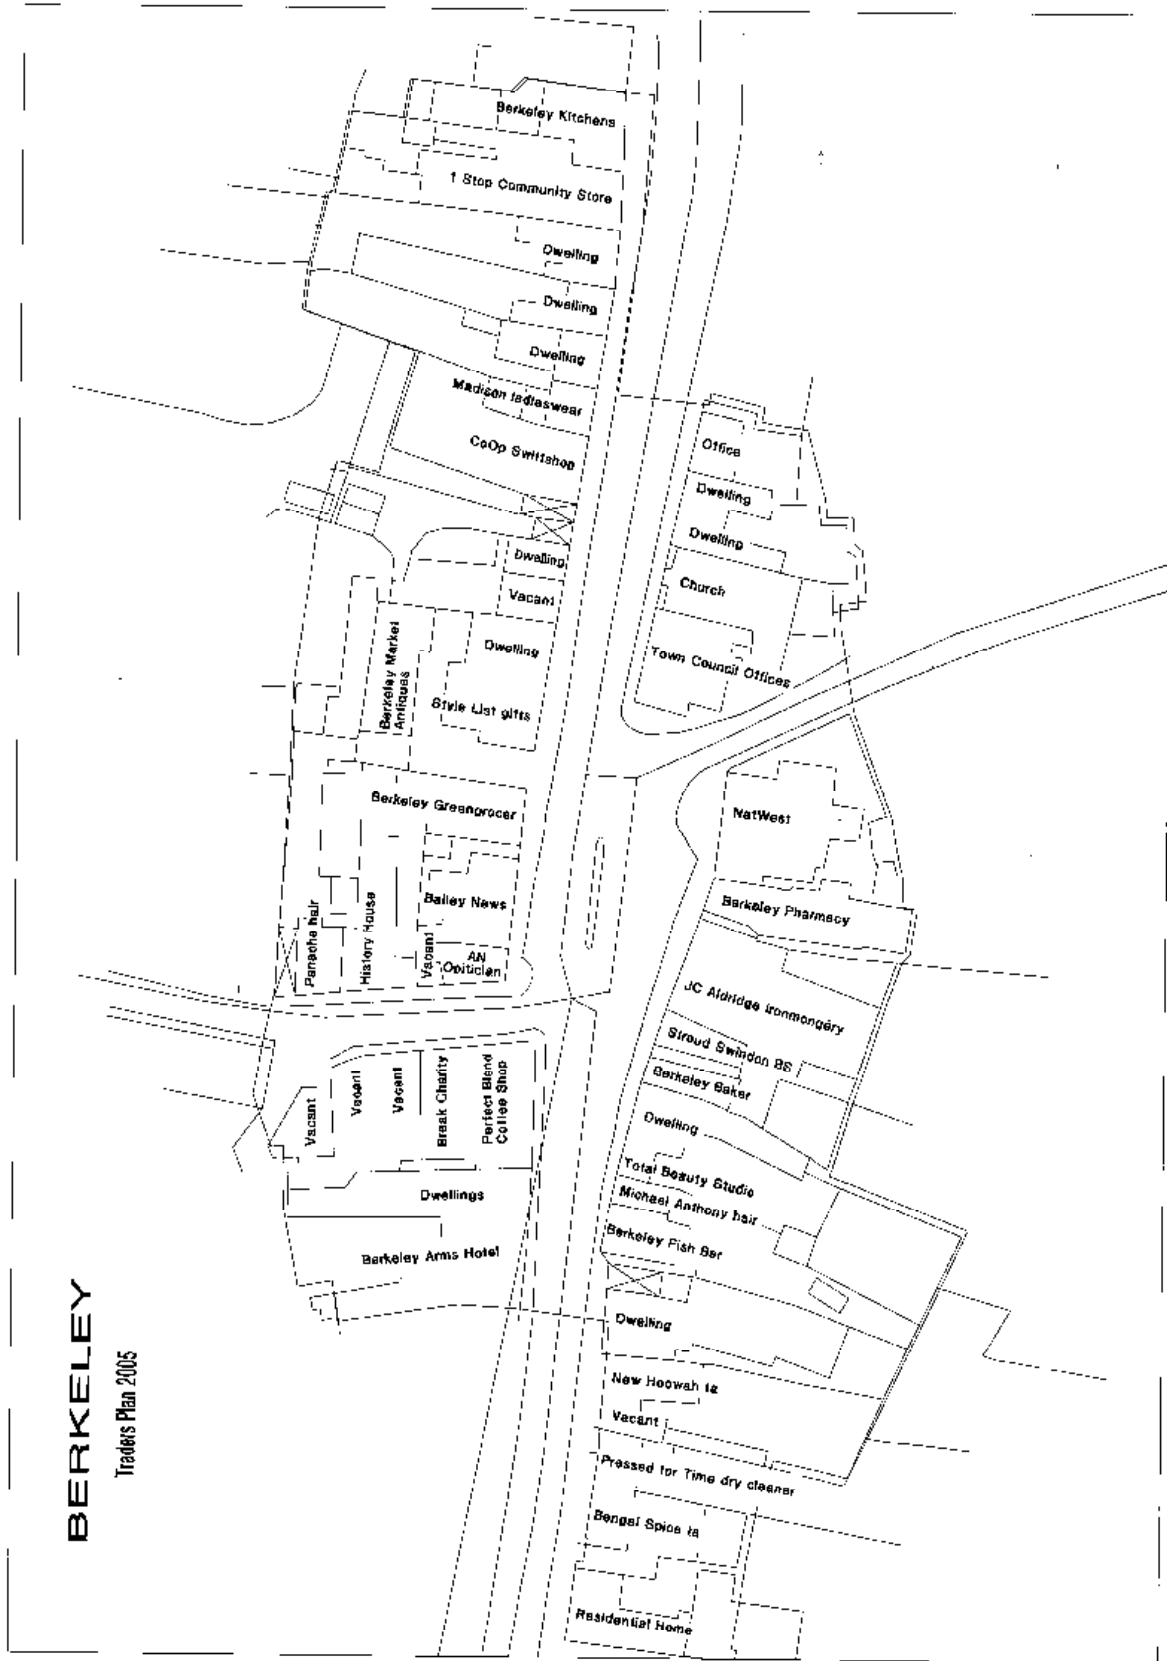 BERKELEY
Traders Plan 2005
Berkeley Kitchens
1 Stop Community Store
Dwelling
Dwelling
Dwelling
Madison ladieswear
CoOp Swiftshop
Dwelling
Vacant
Dwelling
Style List gifts
Berkeley Market
Antiques
Berkeley Greengrocer
Bailey News
Panache hair
History House
Vacant
AN
Opitician
Vacant
Vacant
Vacant
Break Charity
Perfect Blend
Coffee Shop
Dwellings
Berkeley Arms Hotel
Office
Dwelling
Dwelling
Church
Town Council Offices
NatWest
Berkeley Pharmacy
JC Aldridge Ironmongery
Stroud Swindon BS
Berkeley Baker
Dwelling
Total Beauty Studio
Michael Anthony hair
Berkeley Fish Bar
Dwelling
New Hoowah ta
Vacant
Pressed for Time dry cleaner
Bengal Spice ta
Residential Home